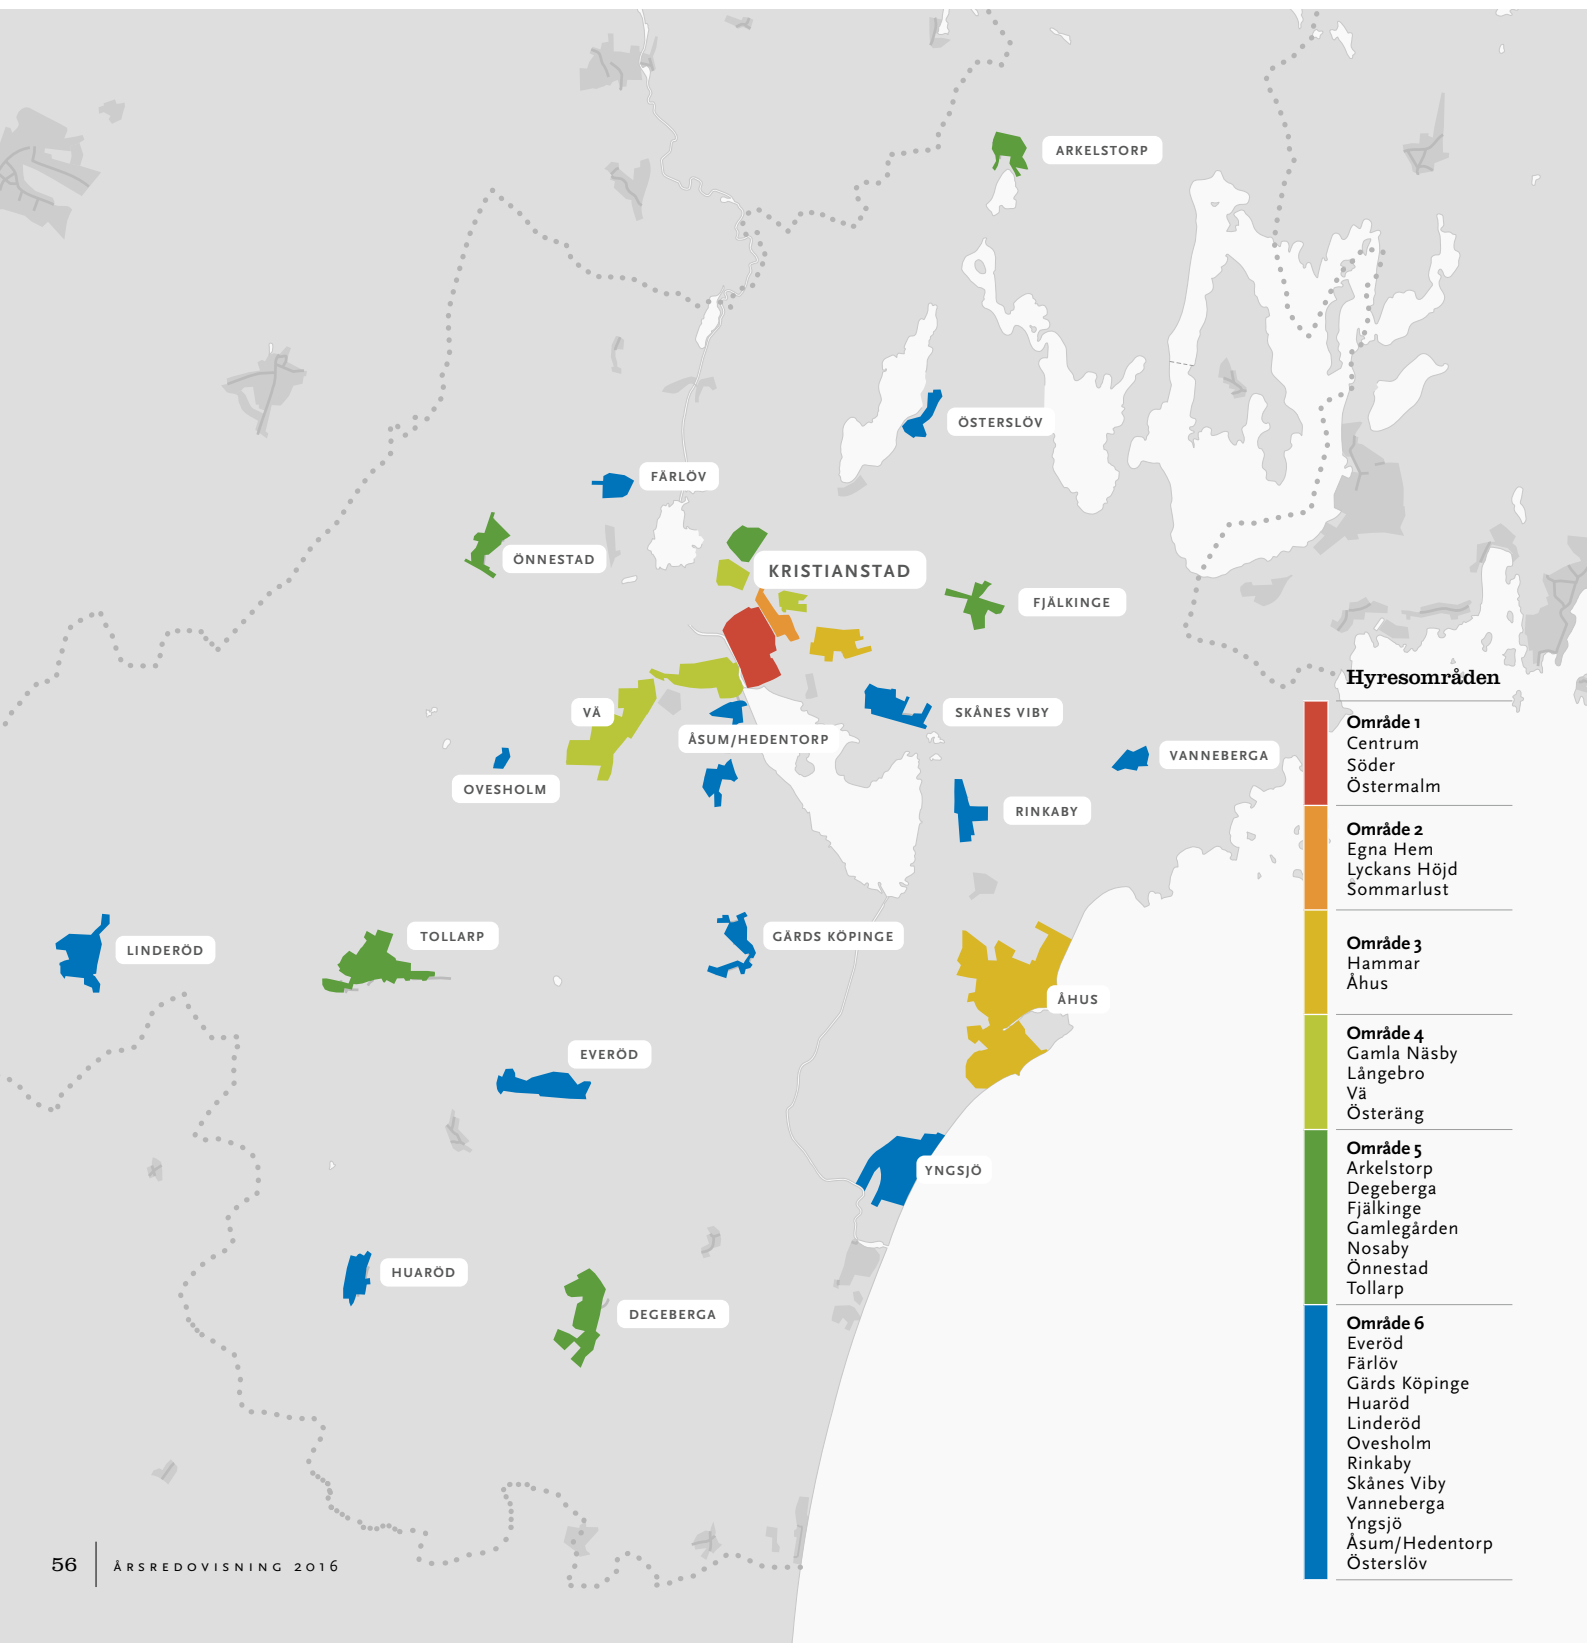 ARKELSTORP
ÖSTERSLÖV
FÄRLÖV
ÖNNESTAD
KRISTIANSTAD
FJÄLKINGE
VÄ
SKÅNES VIBY
ÅSUM/HEDENTORP
VANNEBERGA
OVESHOLM
RINKABY
LINDERÖD
TOLLARP
GÄRDS KÖPINGE
ÅHUS
EVERÖD
YNGSJÖ
HUARÖD
DEGEBERGA
Hyresområden
Område 1
Centrum
Söder
Östermalm
Område 2
Egna Hem
Lyckans Höjd
Sommarlust
Område 3
Hammar
Åhus
Område 4
Gamla Näsby
Långebro
Vä
Österäng
Område 5
Arkelstorp
Degeberga
Fjälkinge
Gamlegården
Nosaby
Önnestad
Tollarp
Område 6
Everöd
Färlöv
Gärds Köpinge
Huaröd
Linderöd
Ovesholm
Rinkaby
Skånes Viby
Vanneberga
Yngsjö
Åsum/Hedentorp
Österslöv
56 ÅRSREDOVISNING 2016